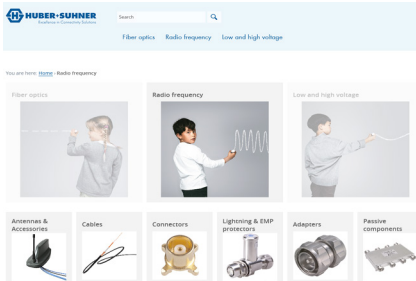 HUBER+SUHNER
Excellence in Connectivity Solutions
Search
Fiber optics Radio frequency Low and high voltage
You are here: Home › Radio frequency
Fiber optics
Radio frequency
Low and high voltage
Antennas &
Accessories
Cables
Connectors
Lightning & EMP
protectors
Adapters
Passive
components